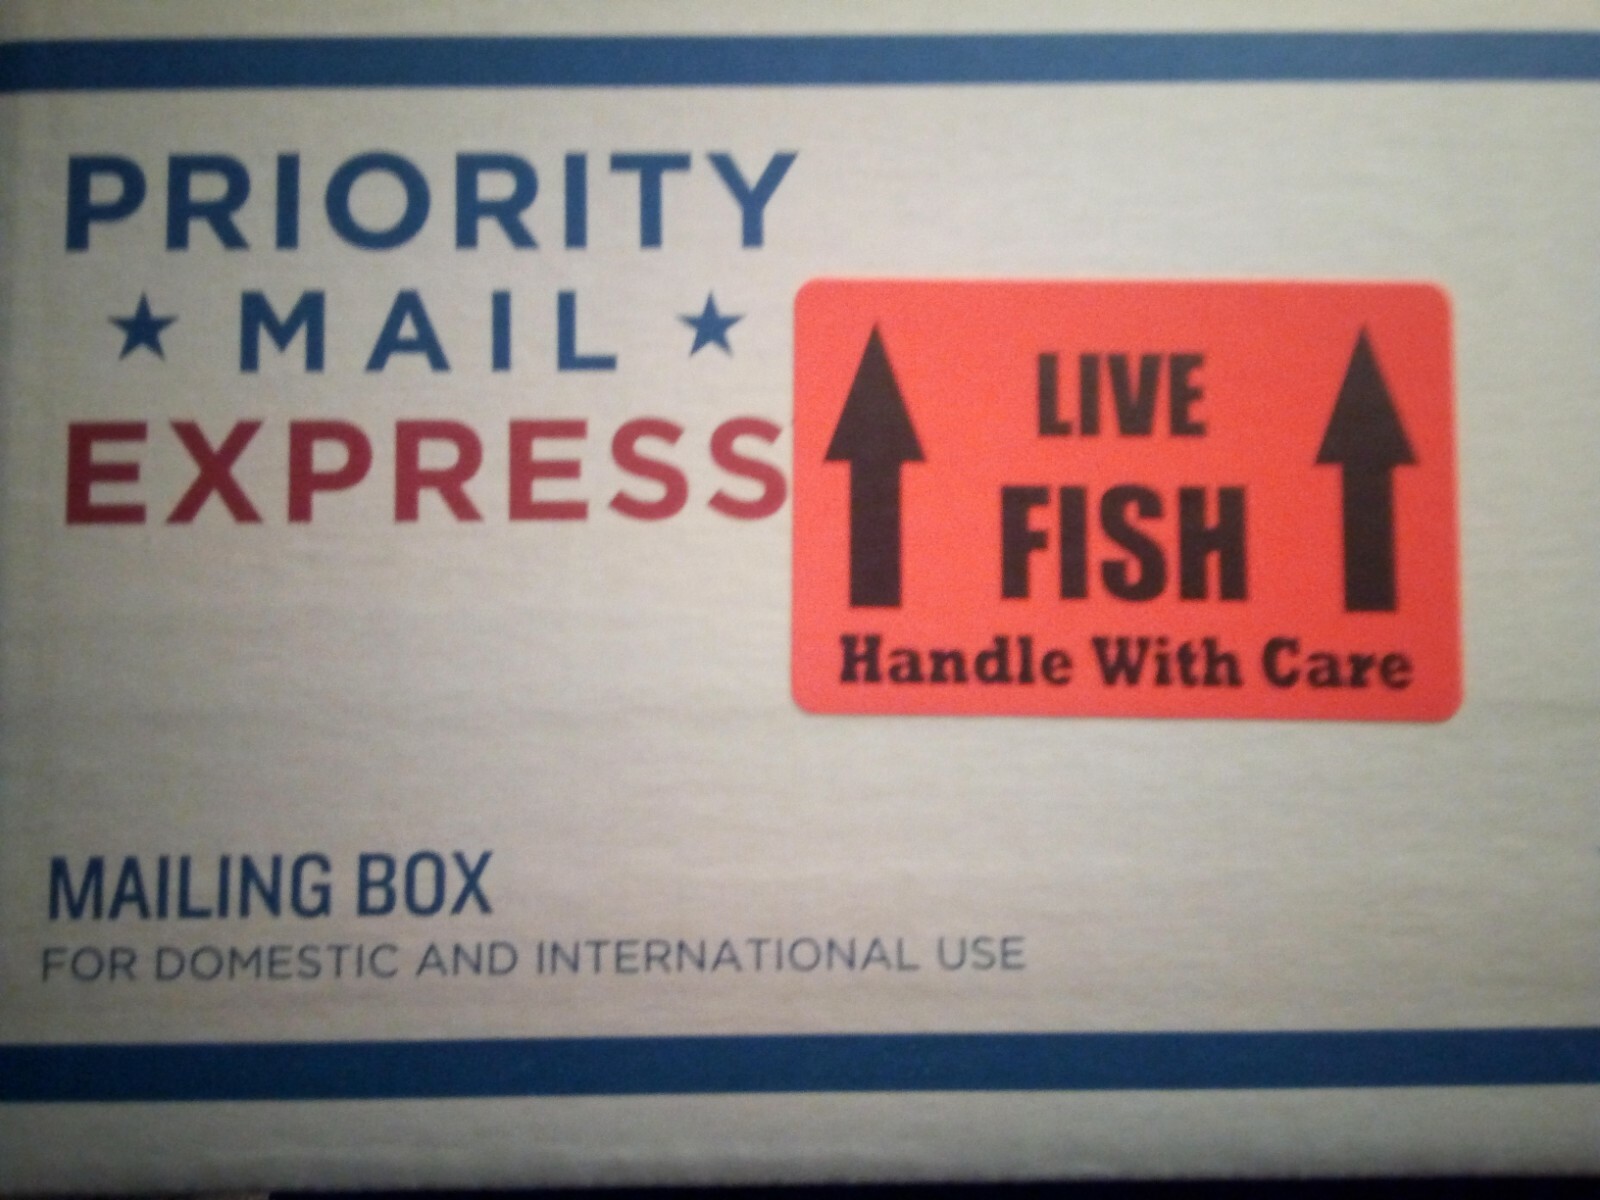 PRIORITY
★ MAIL ★
EXPRESS
LIVE
FISH
Handle With Care
MAILING BOX
FOR DOMESTIC AND INTERNATIONAL USE